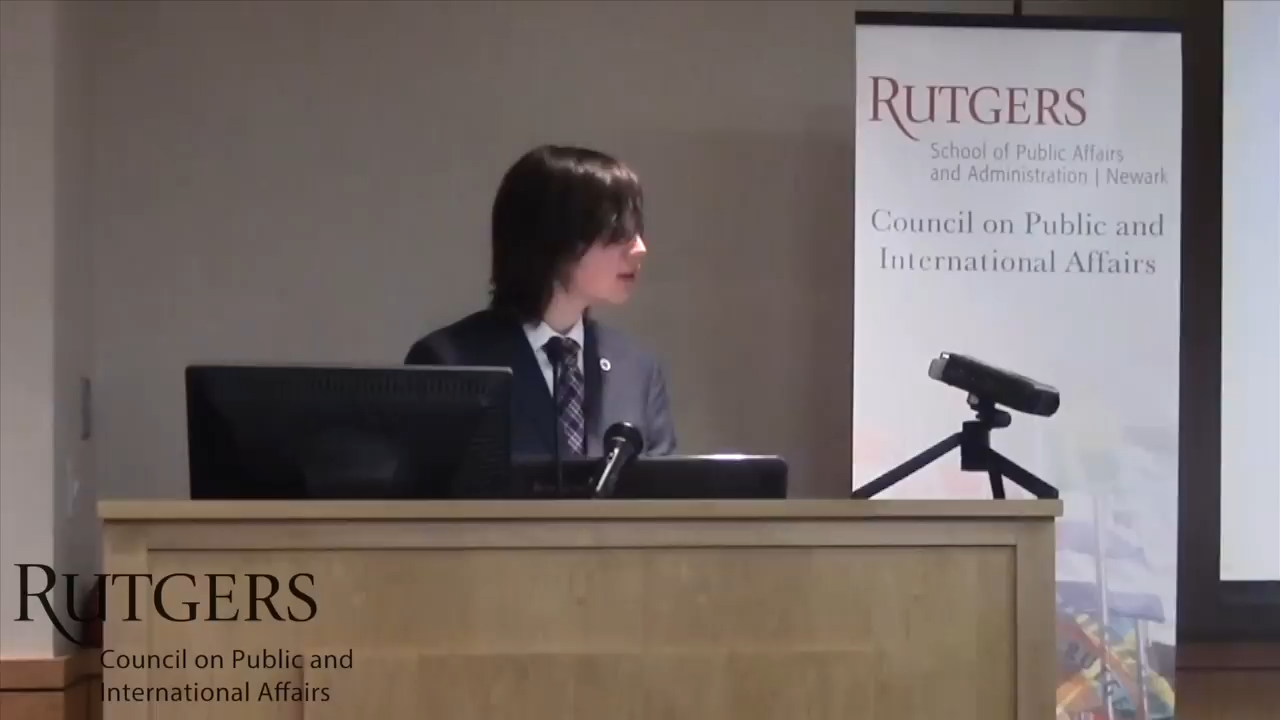 RUTGERS
School of Public Affairs
and Administration | Newark
Council on Public and
International Affairs
RUTGERS
Council on Public and
International Affairs